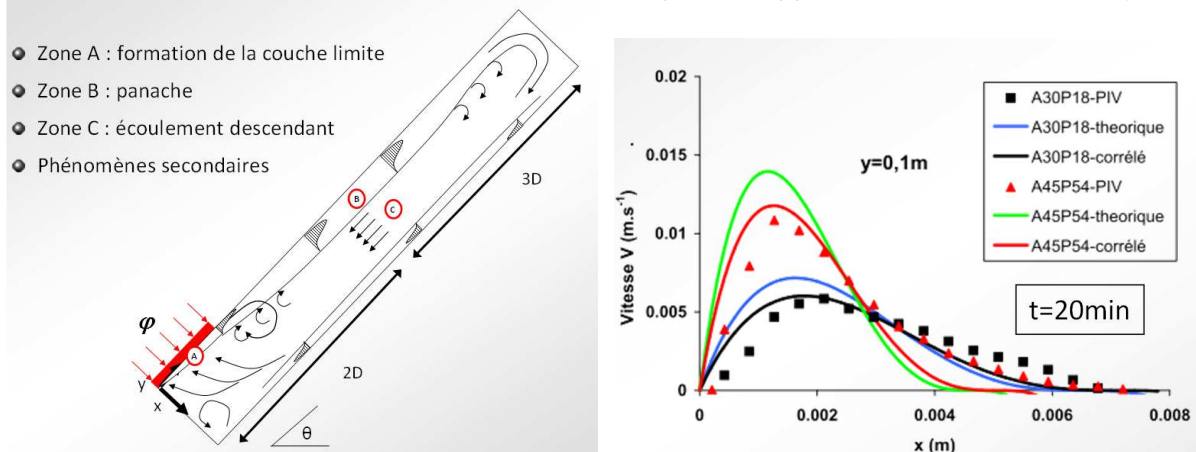 Zone A : formation de la couche limite
Zone B : panache
Zone C : écoulement descendant
Phénomènes secondaires
3D
B
C
φ
A
2D
y
x
θ
0.02
0.015
0.01
0.005
0
Vitesse V (m.s⁻¹)
y=0,1m
A30P18-PIV
A30P18-theorique
A30P18-corrélé
A45P54-PIV
A45P54-theorique
A45P54-corrélé
t=20min
0 0.002 0.004 0.006 0.008
x (m)